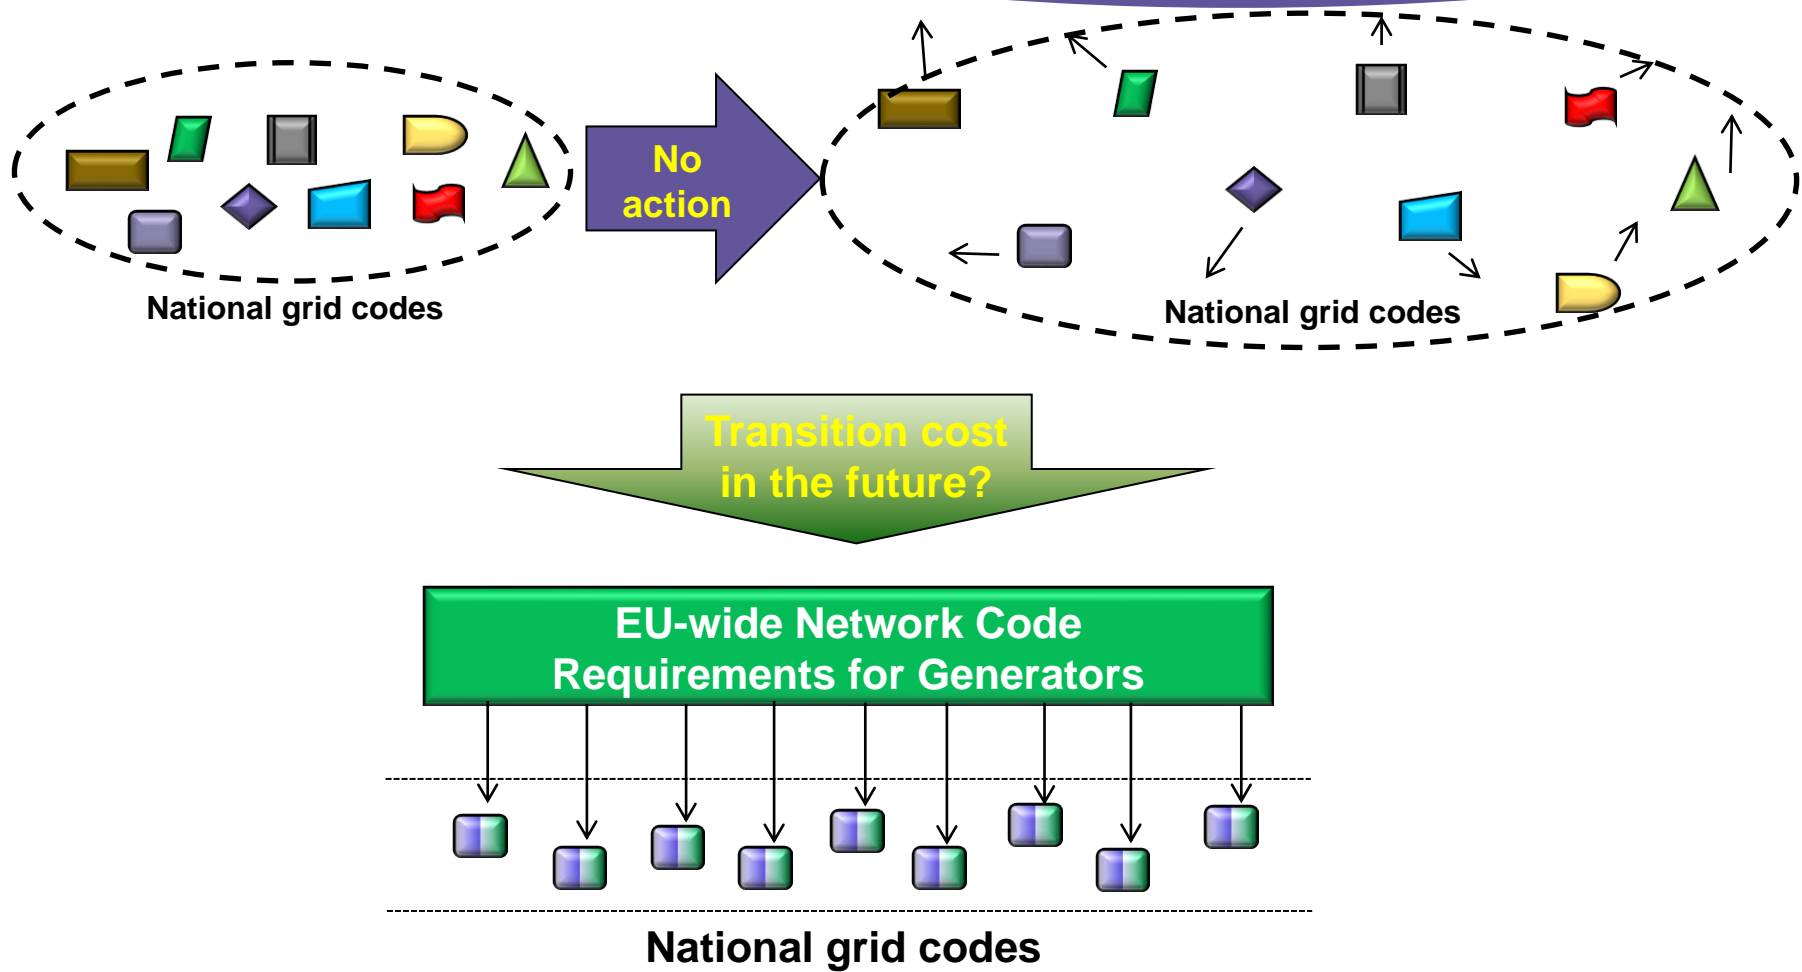 No
action
National grid codes
National grid codes
Transition cost
in the future?
EU-wide Network Code
Requirements for Generators
National grid codes